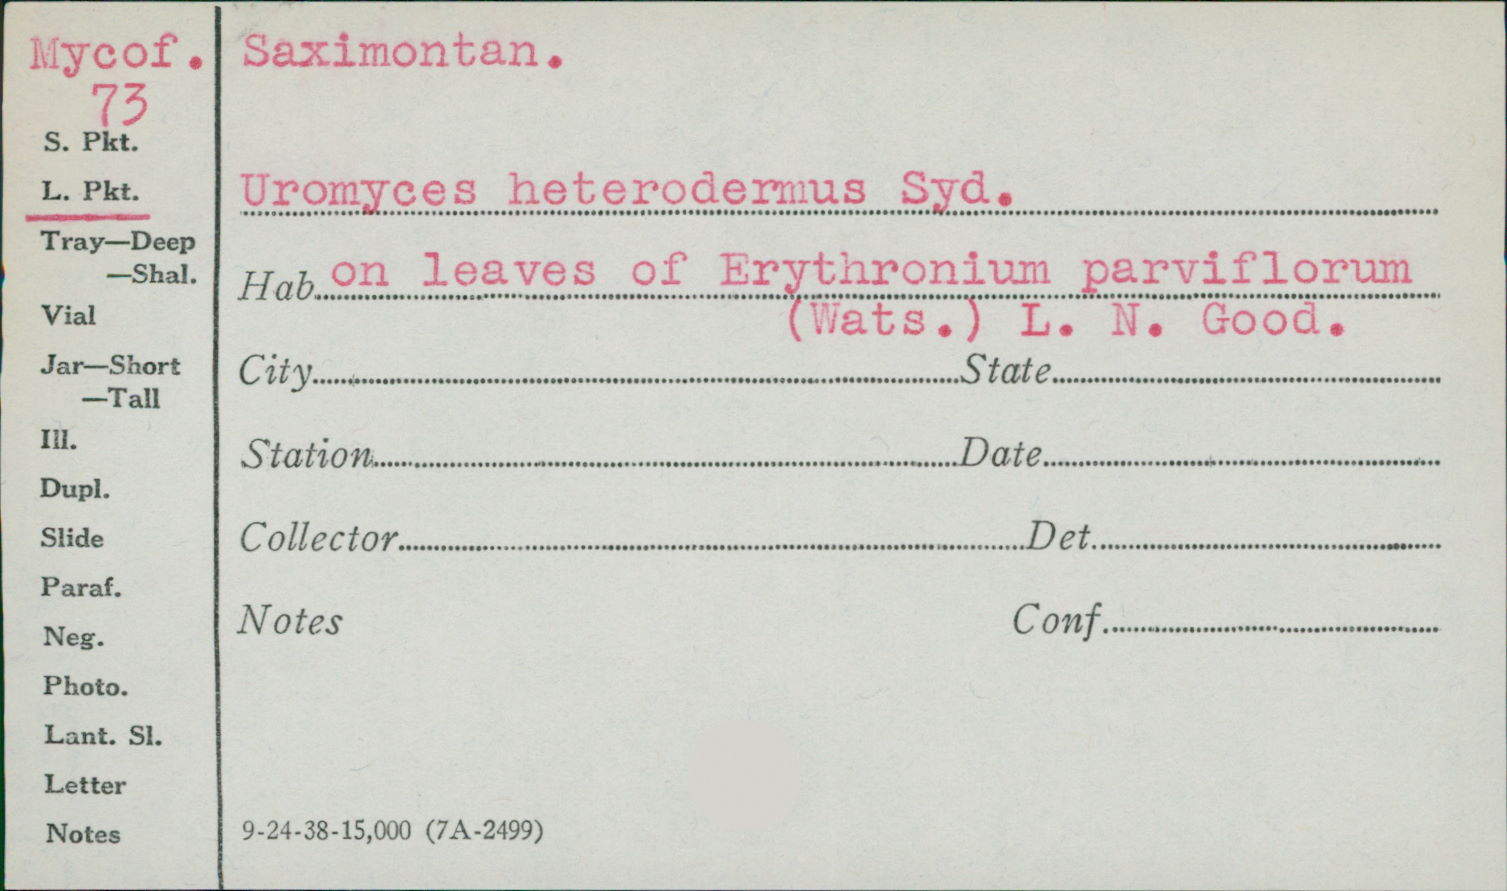 Mycof. Saximontan.
73
S. Pkt.
L. Pkt.
Uromyces heterodermus Syd.
Tray—Deep
—Shal.
Hab. on leaves of Erythronium parviflorum
(Wats.) L. N. Good.
Vial
Jar—Short
—Tall
City State
Ill.
Station Date
Dupl.
Slide
Collector Det.
Paraf.
Neg.
Notes Conf.
Photo.
Lant. Sl.
Letter
Notes
9-24-38-15,000 (7A-2499)